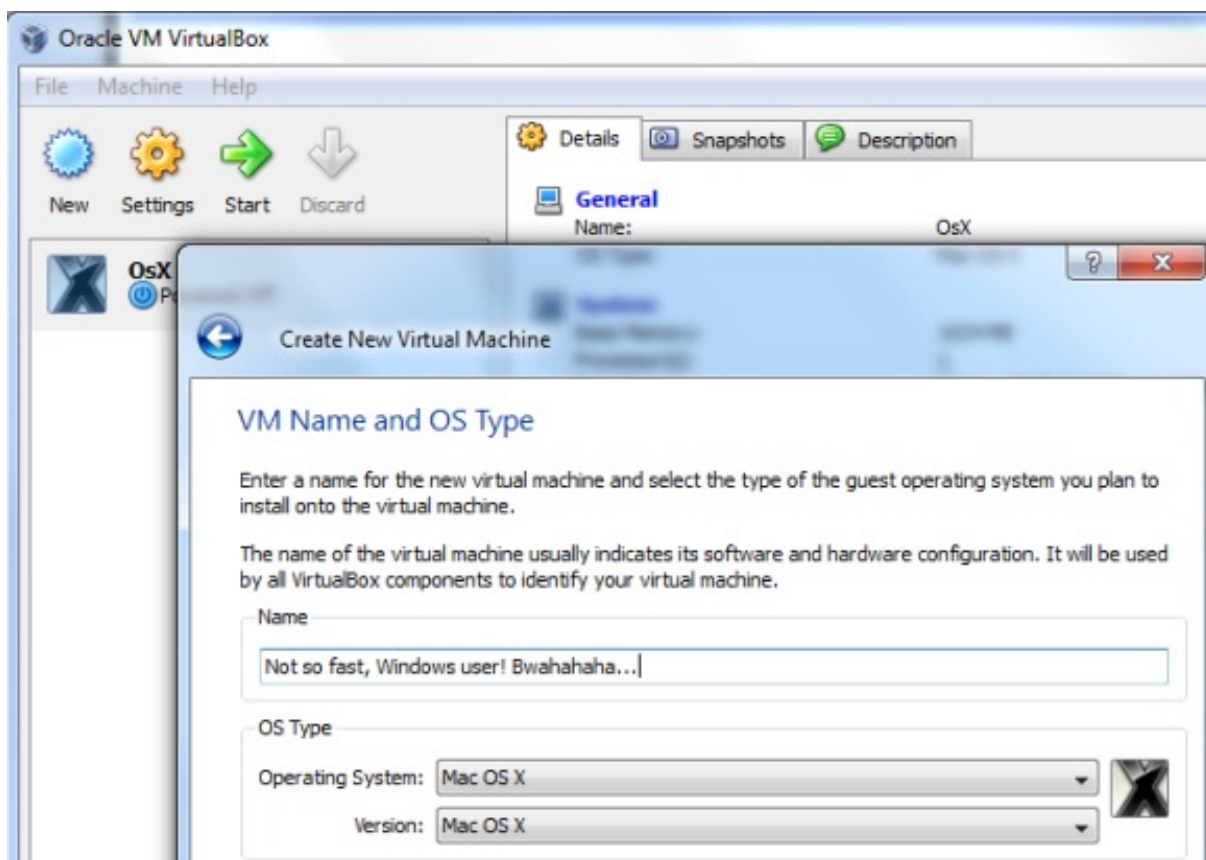 Oracle VM VirtualBox
File Machine Help
New Settings Start Discard
Details Snapshots Description
General
Name: OsX
OsX
Create New Virtual Machine
VM Name and OS Type
Enter a name for the new virtual machine and select the type of the guest operating system you plan to
install onto the virtual machine.
The name of the virtual machine usually indicates its software and hardware configuration. It will be used
by all VirtualBox components to identify your virtual machine.
Name
Not so fast, Windows user! Bwahahaha...
OS Type
Operating System: Mac OS X
Version: Mac OS X